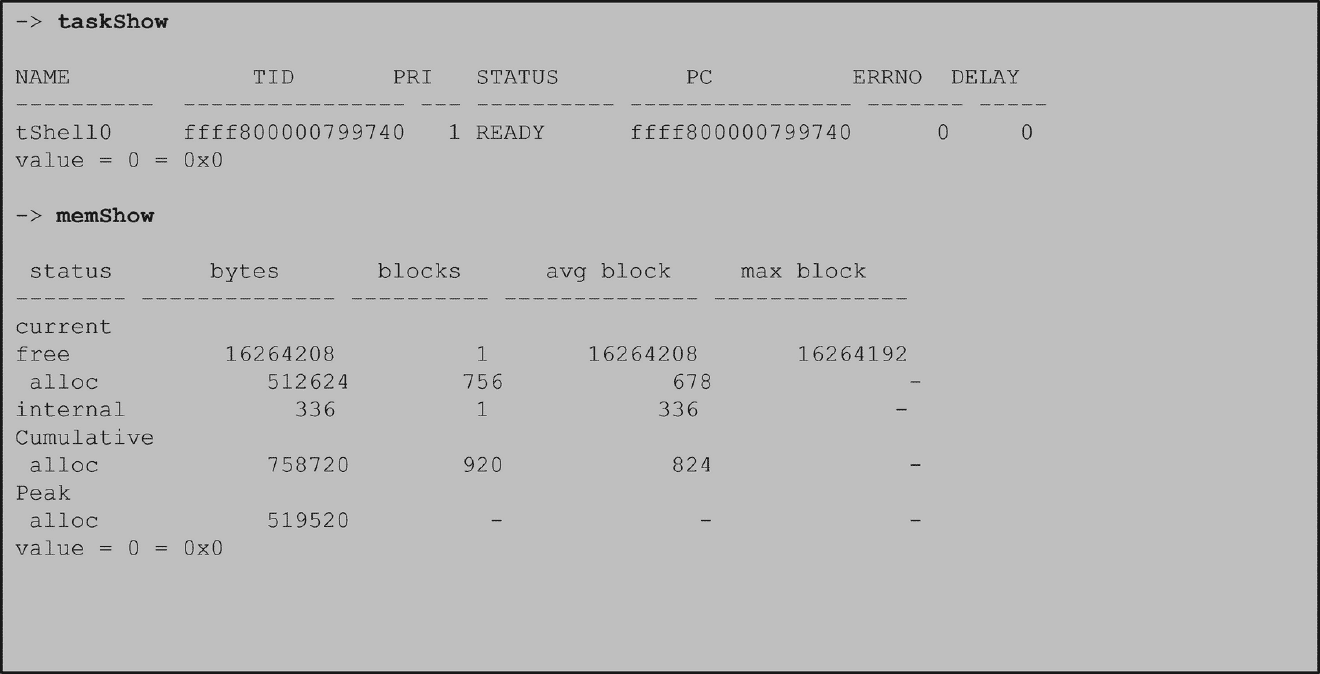 -> taskShow
NAME TID PRI STATUS PC ERRNO DELAY
---------- ---------------- --- ---------- ---------------- ------- -----
tShell0 ffff800000799740 1 READY ffff800000799740 0 0
value = 0 = 0x0
-> memShow
status bytes blocks avg block max block
-------- -------------- ---------- -------------- --------------
current
free 16264208 1 16264208 16264192
alloc 512624 756 678 -
internal 336 1 336 -
Cumulative
alloc 758720 920 824 -
Peak
alloc 519520 - - -
value = 0 = 0x0